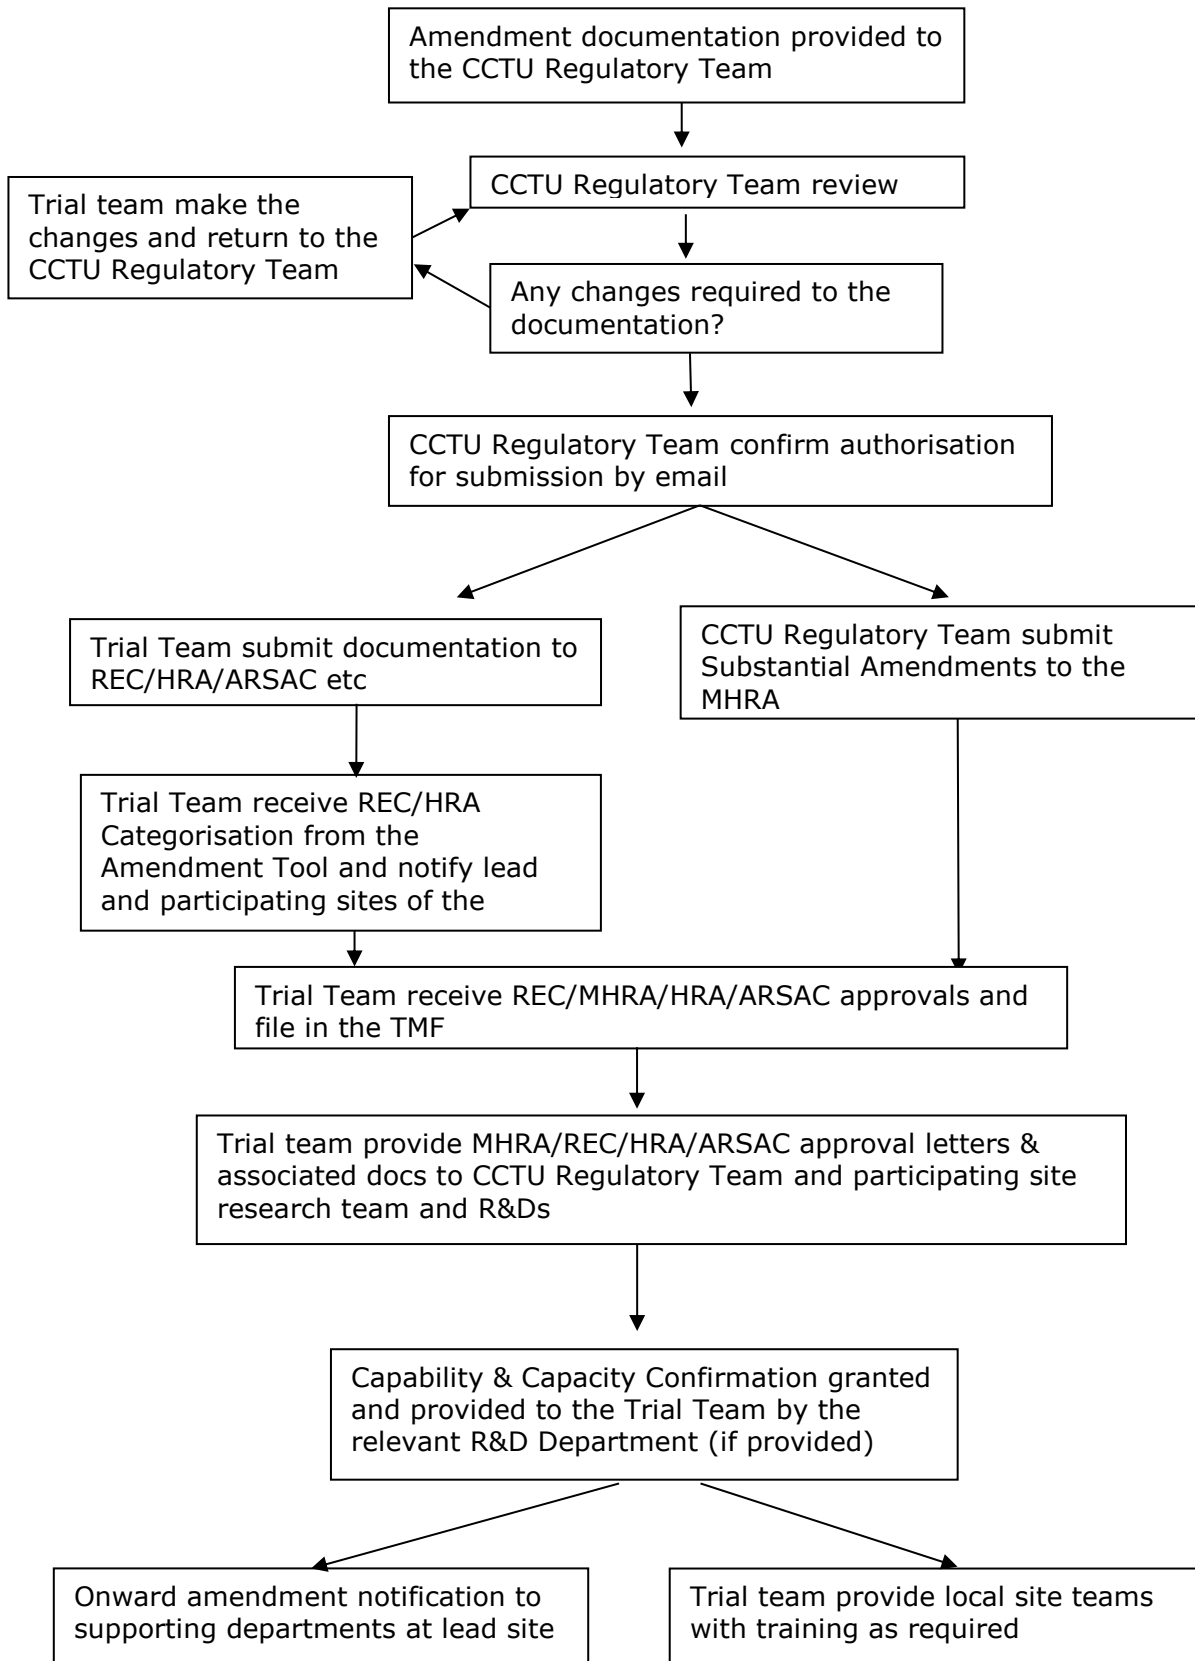 Amendment documentation provided to
the CCTU Regulatory Team
CCTU Regulatory Team review
Trial team make the
changes and return to the
CCTU Regulatory Team
Any changes required to the
documentation?
CCTU Regulatory Team confirm authorisation
for submission by email
Trial Team submit documentation to
REC/HRA/ARSAC etc
CCTU Regulatory Team submit
Substantial Amendments to the
MHRA
Trial Team receive REC/HRA
Categorisation from the
Amendment Tool and notify lead
and participating sites of the
Trial Team receive REC/MHRA/HRA/ARSAC approvals and
file in the TMF
Trial team provide MHRA/REC/HRA/ARSAC approval letters &
associated docs to CCTU Regulatory Team and participating site
research team and R&Ds
Capability & Capacity Confirmation granted
and provided to the Trial Team by the
relevant R&D Department (if provided)
Onward amendment notification to
supporting departments at lead site
Trial team provide local site teams
with training as required